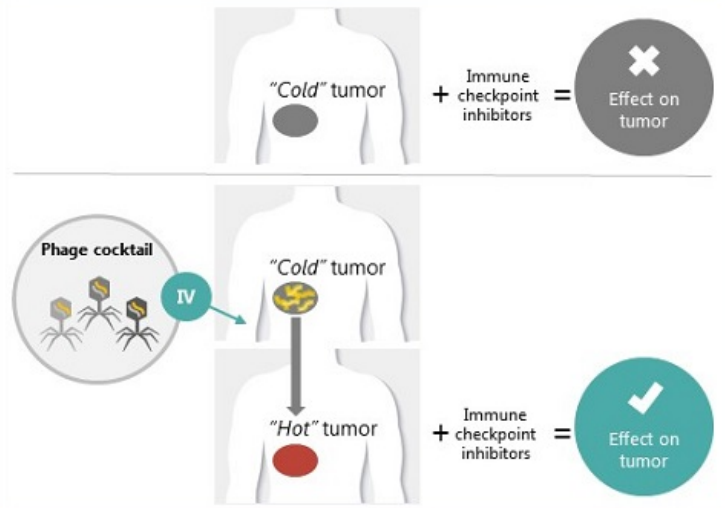 "Cold" tumor
+ Immune
checkpoint
inhibitors
=
Effect on
tumor
Phage cocktail
IV
"Cold" tumor
"Hot" tumor
+ Immune
checkpoint
inhibitors
=
Effect on
tumor